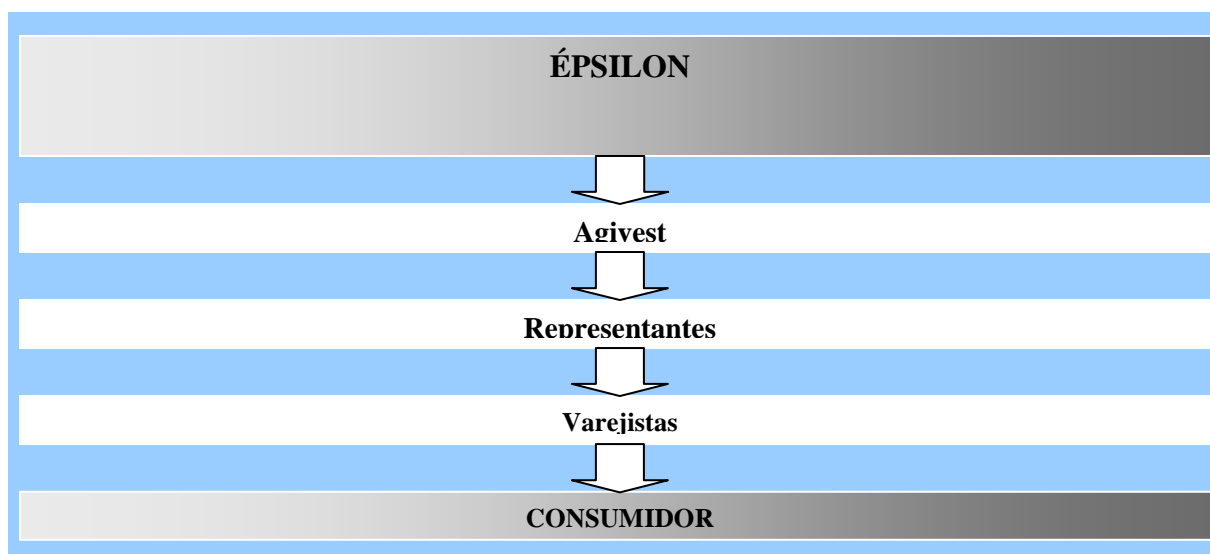 ÉPSILON
Agivest
Representantes
Varejistas
CONSUMIDOR